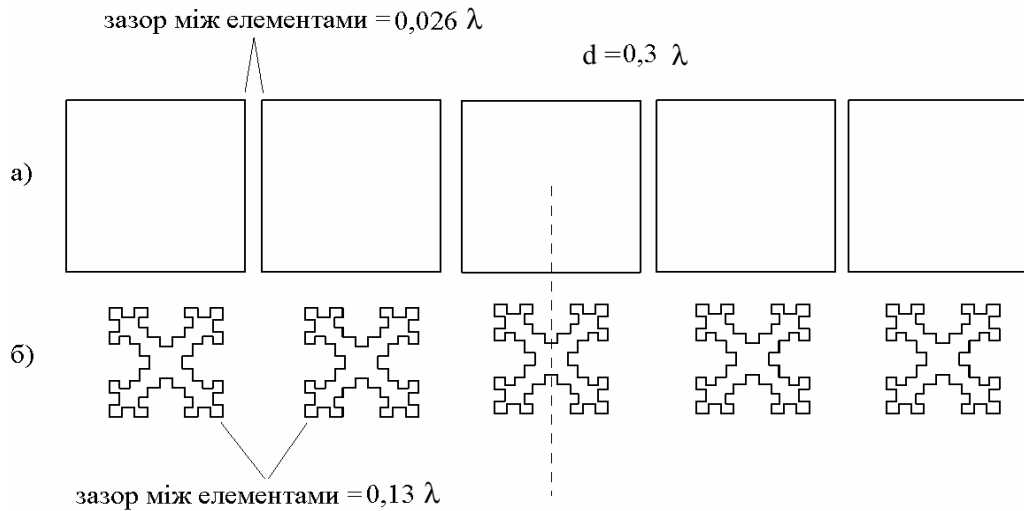 зазор між елементами = 0,026 λ
d = 0,3 λ
а)
б)
зазор між елементами = 0,13 λ